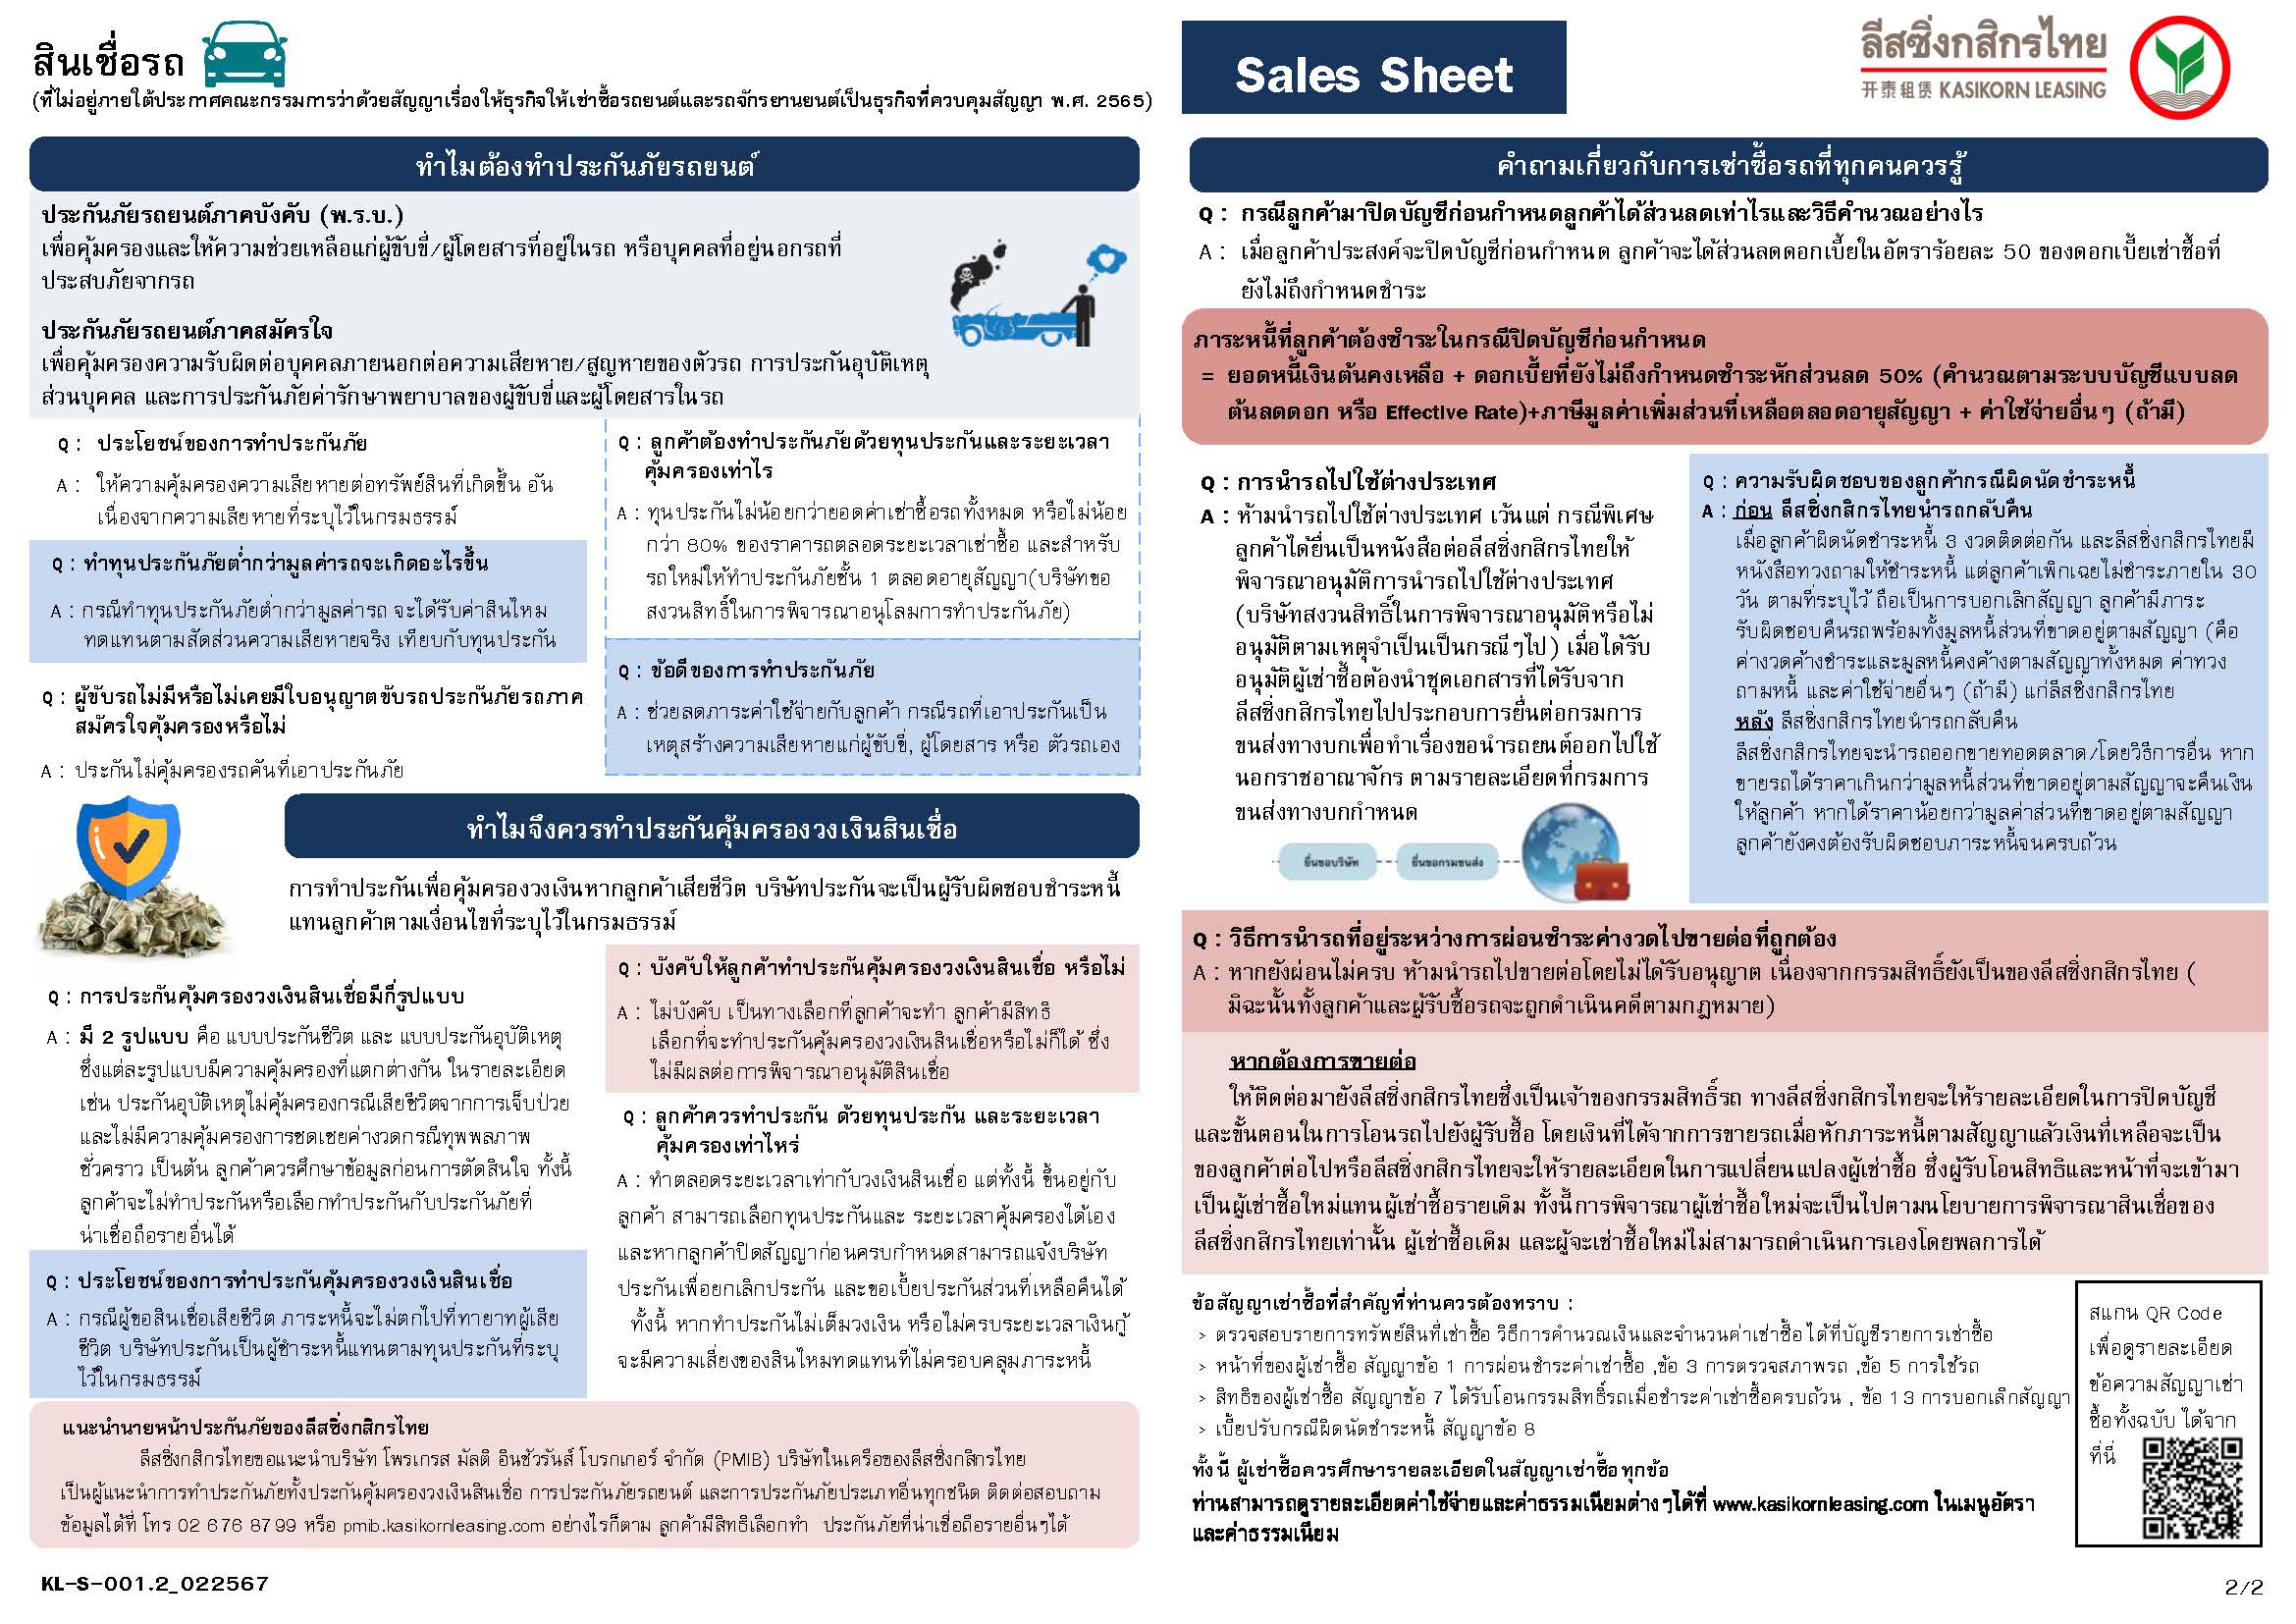 สินเชื่อรถ
(ที่ไม่อยู่ภายใต้ประกาศคณะกรรมการว่าด้วยสัญญาเรื่องให้ธุรกิจให้เช่าซื้อรถยนต์และรถจักรยานยนต์เป็นธุรกิจที่ควบคุมสัญญา พ.ศ. 2565)
Sales Sheet
ลีสซิ่งกสิกรไทย
开泰租赁 KASIKORN LEASING
ทำไมต้องทำประกันภัยรถยนต์
ประกันภัยรถยนต์ภาคบังคับ (พ.ร.บ.)
เพื่อคุ้มครองและให้ความช่วยเหลือแก่ผู้ขับขี่/ผู้โดยสารที่อยู่ในรถ หรือบุคคลที่อยู่นอกรถที่
ประสบภัยจากรถ
ประกันภัยรถยนต์ภาคสมัครใจ
เพื่อคุ้มครองความรับผิดต่อบุคคลภายนอกต่อความเสียหาย/สูญหายของตัวรถ การประกันอุบัติเหตุ
ส่วนบุคคล และการประกันภัยค่ารักษาพยาบาลของผู้ขับขี่และผู้โดยสารในรถ
Q : ประโยชน์ของการทำประกันภัย
A : ให้ความคุ้มครองความเสียหายต่อทรัพย์สินที่เกิดขึ้น อัน
เนื่องจากความเสียหายที่ระบุไว้ในกรมธรรม์
Q : ทำทุนประกันภัยต่ำกว่ามูลค่ารถจะเกิดอะไรขึ้น
A : กรณีทำทุนประกันภัยต่ำกว่ามูลค่ารถ จะได้รับค่าสินไหม
ทดแทนตามสัดส่วนความเสียหายจริง เทียบกับทุนประกัน
Q : ผู้ขับรถไม่มีหรือไม่เคยมีใบอนุญาตขับรถประกันภัยรถภาค
สมัครใจคุ้มครองหรือไม่
A : ประกันไม่คุ้มครองรถคันที่เอาประกันภัย
Q : ลูกค้าต้องทำประกันภัยด้วยทุนประกันและระยะเวลา
คุ้มครองเท่าไร
A : ทุนประกันไม่น้อยกว่ายอดค่าเช่าซื้อรถทั้งหมด หรือไม่น้อย
กว่า 80% ของราคารถตลอดระยะเวลาเช่าซื้อ และสำหรับ
รถใหม่ให้ทำประกันภัยชั้น 1 ตลอดอายุสัญญา(บริษัทขอ
สงวนสิทธิ์ในการพิจารณาอนุโลมการทำประกันภัย)
Q : ข้อดีของการทำประกันภัย
A : ช่วยลดภาระค่าใช้จ่ายกับลูกค้า กรณีรถที่เอาประกันเป็น
เหตุสร้างความเสียหายแก่ผู้ขับขี่, ผู้โดยสาร หรือ ตัวรถเอง
ทำไมจึงควรทำประกันคุ้มครองวงเงินสินเชื่อ
การทำประกันเพื่อคุ้มครองวงเงินหากลูกค้าเสียชีวิต บริษัทประกันจะเป็นผู้รับผิดชอบชำระหนี้
แทนลูกค้าตามเงื่อนไขที่ระบุไว้ในกรมธรรม์
Q : การประกันคุ้มครองวงเงินสินเชื่อมีกี่รูปแบบ
A : มี 2 รูปแบบ คือ แบบประกันชีวิต และ แบบประกันอุบัติเหตุ
ซึ่งแต่ละรูปแบบมีความคุ้มครองที่แตกต่างกัน ในรายละเอียด
เช่น ประกันอุบัติเหตุไม่คุ้มครองกรณีเสียชีวิตจากการเจ็บป่วย
และไม่มีความคุ้มครองการชดเชยค่างวดกรณีทุพพลภาพ
ชั่วคราว เป็นต้น ลูกค้าควรศึกษาข้อมูลก่อนการตัดสินใจ ทั้งนี้
ลูกค้าจะไม่ทำประกันหรือเลือกทำประกันกับประกันภัยที่
น่าเชื่อถือรายอื่นได้
Q : ประโยชน์ของการทำประกันคุ้มครองวงเงินสินเชื่อ
A : กรณีผู้ขอสินเชื่อเสียชีวิต ภาระหนี้จะไม่ตกไปที่ทายาทผู้เสีย
ชีวิต บริษัทประกันเป็นผู้ชำระหนี้แทนตามทุนประกันที่ระบุ
ไว้ในกรมธรรม์
Q : บังคับให้ลูกค้าทำประกันคุ้มครองวงเงินสินเชื่อ หรือไม่
A : ไม่บังคับ เป็นทางเลือกที่ลูกค้าจะทำ ลูกค้ามีสิทธิ
เลือกที่จะทำประกันคุ้มครองวงเงินสินเชื่อหรือไม่ก็ได้ ซึ่ง
ไม่มีผลต่อการพิจารณาอนุมัติสินเชื่อ
Q : ลูกค้าควรทำประกัน ด้วยทุนประกัน และระยะเวลา
คุ้มครองเท่าไหร่
A : ทำตลอดระยะเวลาเท่ากับวงเงินสินเชื่อ แต่ทั้งนี้ ขึ้นอยู่กับ
ลูกค้า สามารถเลือกทุนประกันและ ระยะเวลาคุ้มครองได้เอง
และหากลูกค้าปิดสัญญาก่อนครบกำหนดสามารถแจ้งบริษัท
ประกันเพื่อยกเลิกประกัน และขอเบี้ยประกันส่วนที่เหลือคืนได้
ทั้งนี้ หากทำประกันไม่เต็มวงเงิน หรือไม่ครบระยะเวลาเงินกู้
จะมีความเสี่ยงของสินไหมทดแทนที่ไม่ครอบคลุมภาระหนี้
แนะนำนายหน้าประกันภัยของลีสซิ่งกสิกรไทย
ลีสซิ่งกสิกรไทยขอแนะนำบริษัท โพรเกรส มัลติ อินชัวรันส์ โบรกเกอร์ จำกัด (PMIB) บริษัทในเครือของลีสซิ่งกสิกรไทย
เป็นผู้แนะนำการทำประกันภัยทั้งประกันคุ้มครองวงเงินสินเชื่อ การประกันภัยรถยนต์ และการประกันภัยประเภทอื่นทุกชนิด ติดต่อสอบถาม
ข้อมูลได้ที่ โทร 02 676 8799 หรือ pmib.kasikornleasing.com อย่างไรก็ตาม ลูกค้ามีสิทธิเลือกทำ ประกันภัยที่น่าเชื่อถือรายอื่นๆได้
KL-S-001.2_022567
คำถามเกี่ยวกับการเช่าซื้อรถที่ทุกคนควรรู้
Q : กรณีลูกค้ามาปิดบัญชีก่อนกำหนดลูกค้าได้ส่วนลดเท่าไรและวิธีคำนวณอย่างไร
A : เมื่อลูกค้าประสงค์จะปิดบัญชีก่อนกำหนด ลูกค้าจะได้ส่วนลดดอกเบี้ยในอัตราร้อยละ 50 ของดอกเบี้ยเช่าซื้อที่
ยังไม่ถึงกำหนดชำระ
ภาระหนี้ที่ลูกค้าต้องชำระในกรณีปิดบัญชีก่อนกำหนด
= ยอดหนี้เงินต้นคงเหลือ + ดอกเบี้ยที่ยังไม่ถึงกำหนดชำระหักส่วนลด 50% (คำนวณตามระบบบัญชีแบบลด
ต้นลดดอก หรือ Effective Rate)+ภาษีมูลค่าเพิ่มส่วนที่เหลือตลอดอายุสัญญา + ค่าใช้จ่ายอื่นๆ (ถ้ามี)
Q : การนำรถไปใช้ต่างประเทศ
A : ห้ามนำรถไปใช้ต่างประเทศ เว้นแต่ กรณีพิเศษ
ลูกค้าได้ยื่นเป็นหนังสือต่อลีสซิ่งกสิกรไทยให้
พิจารณาอนุมัติการนำรถไปใช้ต่างประเทศ
(บริษัทสงวนสิทธิ์ในการพิจารณาอนุมัติหรือไม่
อนุมัติตามเหตุจำเป็นเป็นกรณีๆไป) เมื่อได้รับ
อนุมัติผู้เช่าซื้อต้องนำชุดเอกสารที่ได้รับจาก
ลีสซิ่งกสิกรไทยไปประกอบการยื่นต่อกรมการ
ขนส่งทางบกเพื่อทำเรื่องขอนำรถยนต์ออกไปใช้
นอกราชอาณาจักร ตามรายละเอียดที่กรมการ
ขนส่งทางบกกำหนด
ยื่นขอบริษัท
ยื่นขอกรมขนส่ง
Q : ความรับผิดชอบของลูกค้ากรณีผิดนัดชำระหนี้
A : ก่อน ลีสซิ่งกสิกรไทยนำรถกลับคืน
เมื่อลูกค้าผิดนัดชำระหนี้ 3 งวดติดต่อกัน และลีสซิ่งกสิกรไทยมี
หนังสือทวงถามให้ชำระหนี้ แต่ลูกค้าเพิกเฉยไม่ชำระภายใน 30
วัน ตามที่ระบุไว้ ถือเป็นการบอกเลิกสัญญา ลูกค้ามีภาระ
รับผิดชอบคืนรถพร้อมทั้งมูลหนี้ส่วนที่ขาดอยู่ตามสัญญา (คือ
ค่างวดค้างชำระและมูลหนี้คงค้างตามสัญญาทั้งหมด ค่าทวง
ถามหนี้ และค่าใช้จ่ายอื่นๆ (ถ้ามี) แก่ลีสซิ่งกสิกรไทย
หลัง ลีสซิ่งกสิกรไทยนำรถกลับคืน
ลีสซิ่งกสิกรไทยจะนำรถออกขายทอดตลาด/โดยวิธีการอื่น หาก
ขายรถได้ราคาเกินกว่ามูลหนี้ส่วนที่ขาดอยู่ตามสัญญาจะคืนเงิน
ให้ลูกค้า หากได้ราคาน้อยกว่ามูลค่าส่วนที่ขาดอยู่ตามสัญญา
ลูกค้ายังคงต้องรับผิดชอบภาระหนี้จนครบถ้วน
Q : วิธีการนำรถที่อยู่ระหว่างการผ่อนชำระค่างวดไปขายต่อที่ถูกต้อง
A : หากยังผ่อนไม่ครบ ห้ามนำรถไปขายต่อโดยไม่ได้รับอนุญาต เนื่องจากกรรมสิทธิ์ยังเป็นของลีสซิ่งกสิกรไทย (
มิฉะนั้นทั้งลูกค้าและผู้รับซื้อรถจะถูกดำเนินคดีตามกฎหมาย)
หากต้องการขายต่อ
ให้ติดต่อมายังลีสซิ่งกสิกรไทยซึ่งเป็นเจ้าของกรรมสิทธิ์รถ ทางลีสซิ่งกสิกรไทยจะให้รายละเอียดในการปิดบัญชี
และขั้นตอนในการโอนรถไปยังผู้รับซื้อ โดยเงินที่ได้จากการขายรถเมื่อหักภาระหนี้ตามสัญญาแล้วเงินที่เหลือจะเป็น
ของลูกค้าต่อไปหรือลีสซิ่งกสิกรไทยจะให้รายละเอียดในการเปลี่ยนแปลงผู้เช่าซื้อ ซึ่งผู้รับโอนสิทธิและหน้าที่จะเข้ามา
เป็นผู้เช่าซื้อใหม่แทนผู้เช่าซื้อรายเดิม ทั้งนี้การพิจารณาผู้เช่าซื้อใหม่จะเป็นไปตามนโยบายการพิจารณาสินเชื่อของ
ลีสซิ่งกสิกรไทยเท่านั้น ผู้เช่าซื้อเดิม และผู้จะเช่าซื้อใหม่ไม่สามารถดำเนินการเองโดยพลการได้
ข้อสัญญาเช่าซื้อที่สำคัญที่ท่านควรต้องทราบ :
> ตรวจสอบรายการทรัพย์สินที่เช่าซื้อ วิธีการคำนวณเงินและจำนวนค่าเช่าซื้อ ได้ที่บัญชีรายการเช่าซื้อ
> หน้าที่ของผู้เช่าซื้อ สัญญาข้อ 1 การผ่อนชำระค่าเช่าซื้อ ,ข้อ 3 การตรวจสภาพรถ ,ข้อ 5 การใช้รถ
> สิทธิของผู้เช่าซื้อ สัญญาข้อ 7 ได้รับโอนกรรมสิทธิ์รถเมื่อชำระค่าเช่าซื้อครบถ้วน , ข้อ 13 การบอกเลิกสัญญา
> เบี้ยปรับกรณีผิดนัดชำระหนี้ สัญญาข้อ 8
ทั้งนี้ ผู้เช่าซื้อควรศึกษารายละเอียดในสัญญาเช่าซื้อทุกข้อ
ท่านสามารถดูรายละเอียดค่าใช้จ่ายและค่าธรรมเนียมต่างๆได้ที่ www.kasikornleasing.com ในเมนูอัตรา
และค่าธรรมเนียม
สแกน QR Code
เพื่อดูรายละเอียด
ข้อความสัญญาเช่า
ซื้อทั้งฉบับ ได้จาก
ที่นี่
2/2